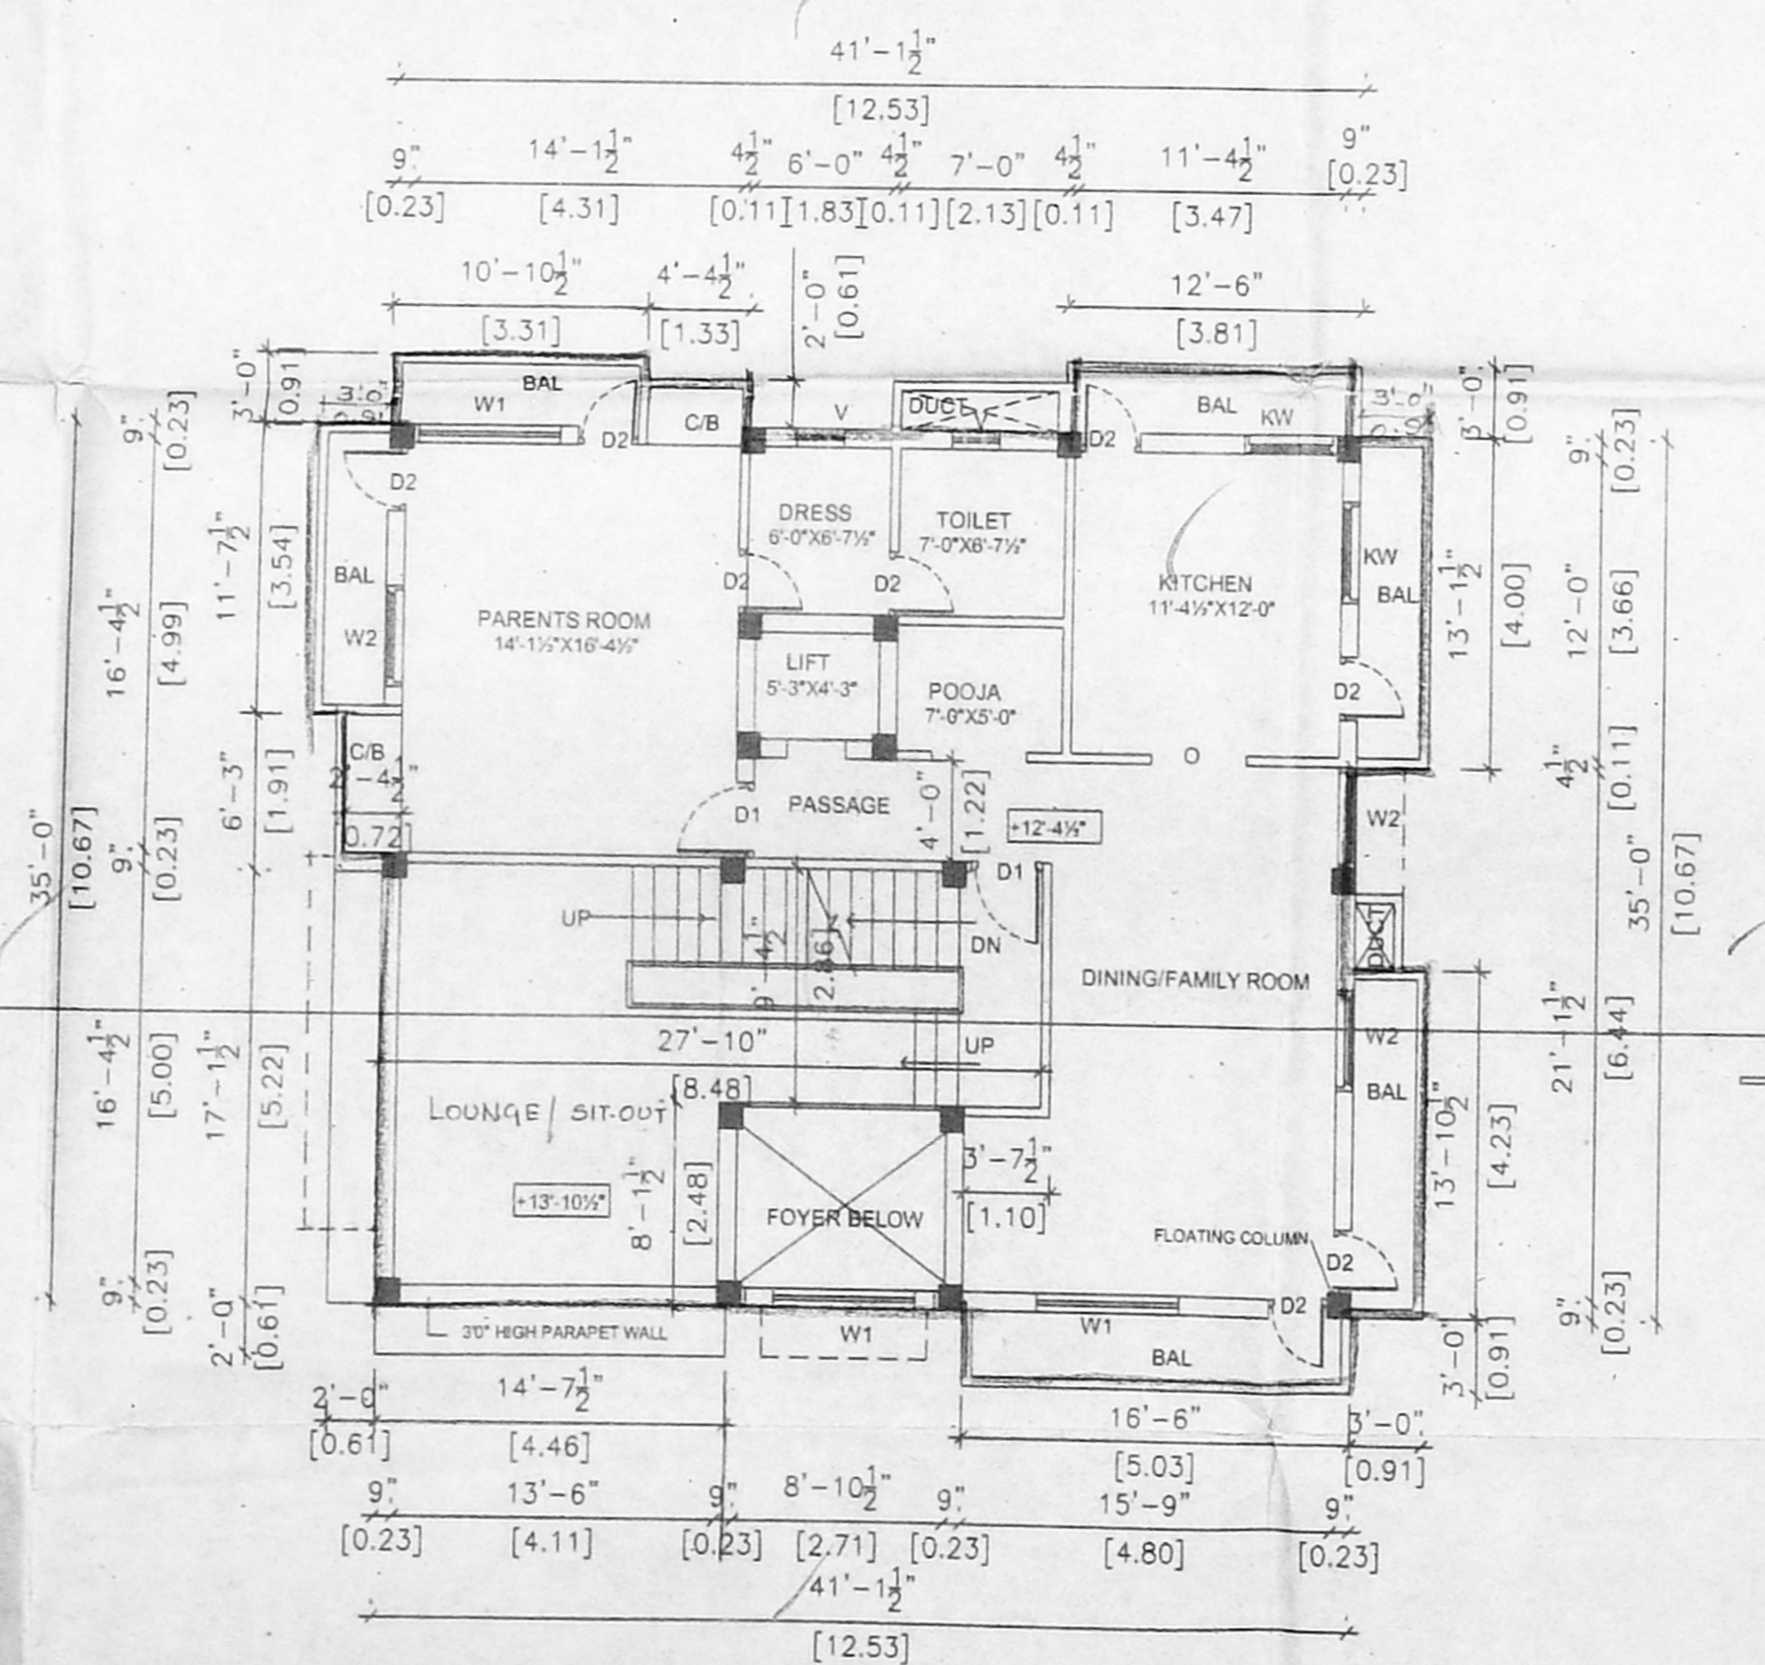 41'-1½"
[12.53]
9" 14'-1½" 4½" 6'-0" 4½" 7'-0" 4½" 11'-4½" 9"
[0.23] [4.31] [0.11] [1.83] [0.11] [2.13] [0.11] [3.47] [0.23]
10'-10½" 4'-4½" 2'-0" [0.61] 12'-6"
[3.31] [1.33] [3.81]
3'-0" [0.91] 3'-0" BAL W1 D2 C/B V DUCT D2 BAL KW 3'-0" 3'-0" [0.91]
9" [0.23] 9" [0.23]
D2
DRESS
6'-0"X6'-7½"
TOILET
7'-0"X6'-7½"
11'-7½" [3.54]
BAL
W2
D2 D2
KITCHEN
11'-4½"X12'-0"
KW
BAL
13'-1½" [4.00]
12'-0" [3.66]
16'-4½" [4.99]
PARENTS ROOM
14'-1½"X16'-4½"
LIFT
5'-3"X4'-3"
POOJA
7'-0"X5'-0"
D2
O
C/B
[0.72]
6'-3" [1.91]
4½" [0.11]
PASSAGE
D1
4'-0" [1.22]
+12'-4½"
W2
35'-0" [10.67]
9" [0.23]
35'-0" [10.67]
D1
UP
DN
9'-4½" [2.86]
DUCT
DINING/FAMILY ROOM
27'-10"
[8.48]
UP
W2
BAL
16'-4½" [5.00]
17'-1½" [5.22]
21'-1½" [6.44]
13'-10½" [4.23]
LOUNGE/ SIT-OUT
8'-1½" [2.48]
3'-7½"
[1.10]
+13'-10½"
FOYER BELOW
FLOATING COLUMN
D2
9" [0.23]
9" [0.23]
2'-0" [0.61]
3'0" HIGH PARAPET WALL
W1
W1
D2
BAL
3'-0" [0.91]
2'-0" 14'-7½" 16'-6" 3'-0"
[0.61] [4.46] [5.03] [0.91]
9" 13'-6" 9" 8'-10½" 9" 15'-9" 9"
[0.23] [4.11] [0.23] [2.71] [0.23] [4.80] [0.23]
41'-1½"
[12.53]